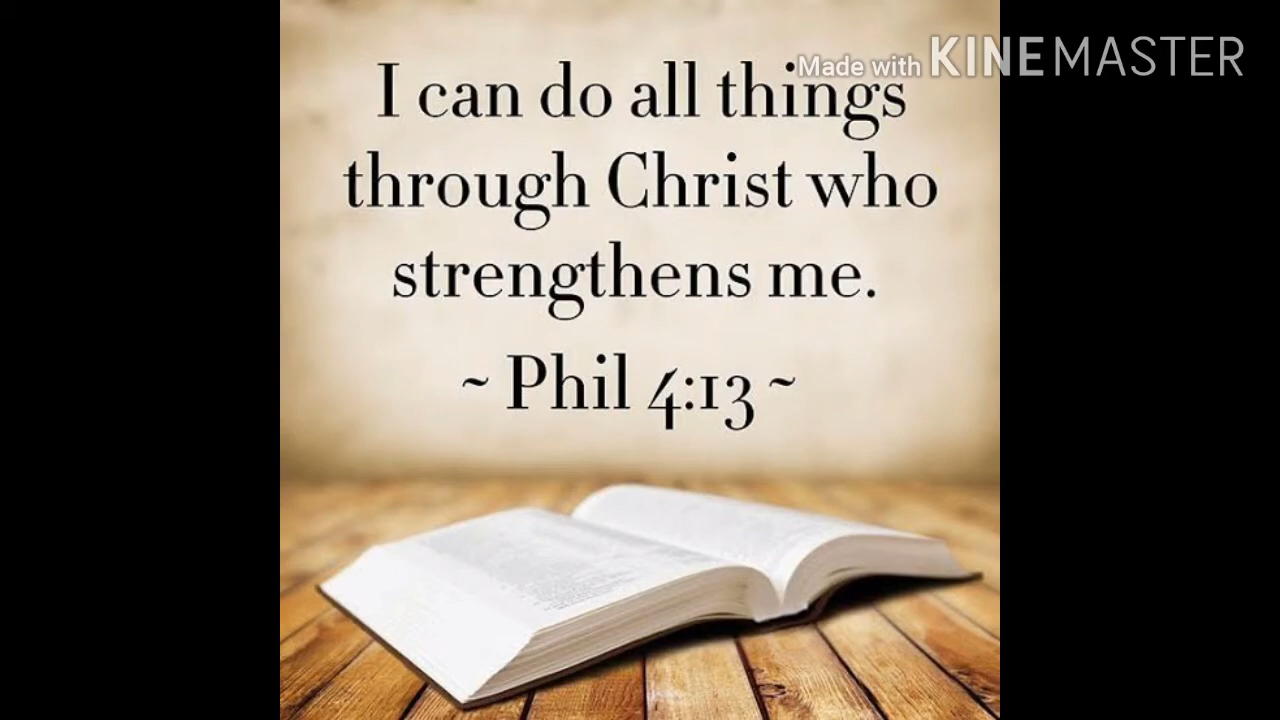 Made with KINEMASTER
I can do all things
through Christ who
strengthens me.
~ Phil 4:13 ~